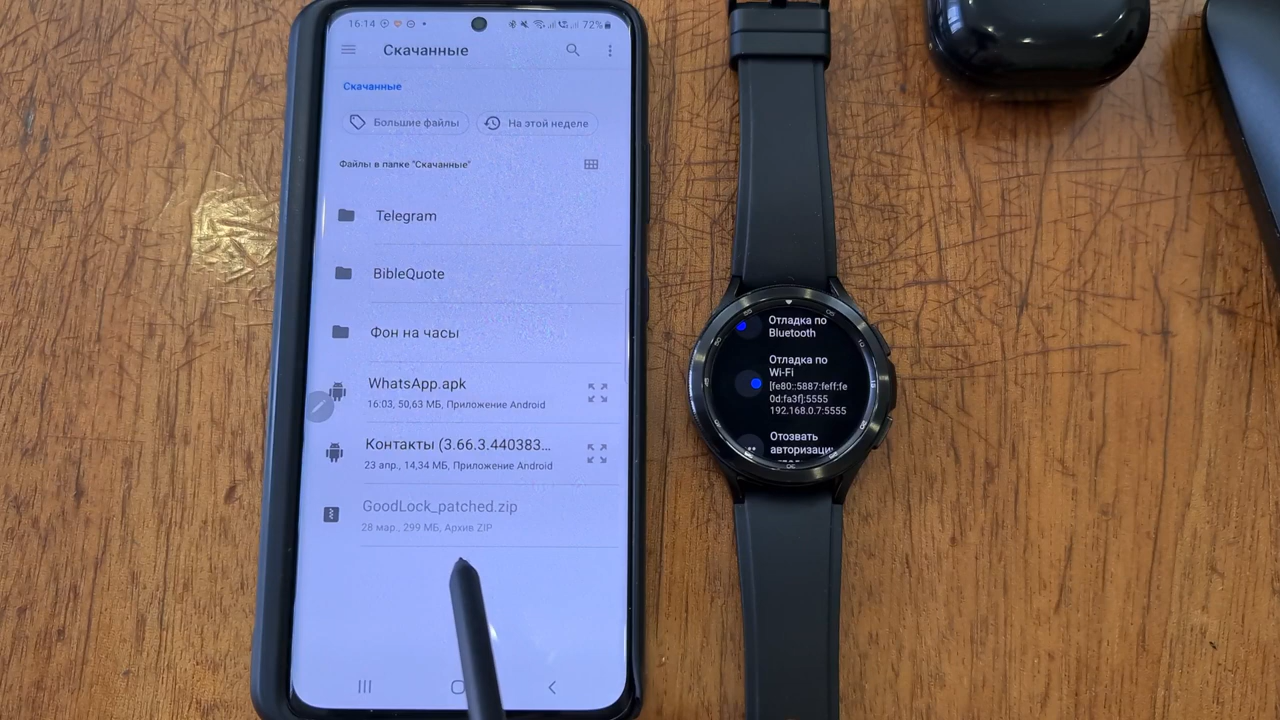 16:14
72%
Скачанные
Скачанные
Большие файлы
На этой неделе
Файлы в папке "Скачанные"
Telegram
BibleQuote
Фон на часы
WhatsApp.apk
16:03, 50,63 МБ, Приложение Android
Контакты (3.66.3.440383...
23 апр., 14,34 МБ, Приложение Android
GoodLock_patched.zip
28 мар., 299 МБ, Архив ZIP
Отладка по
Bluetooth
Отладка по
Wi-Fi
[fe80::5887:feff:fe
0d:fa3f]:5555
192.168.0.7:5555
Отозвать